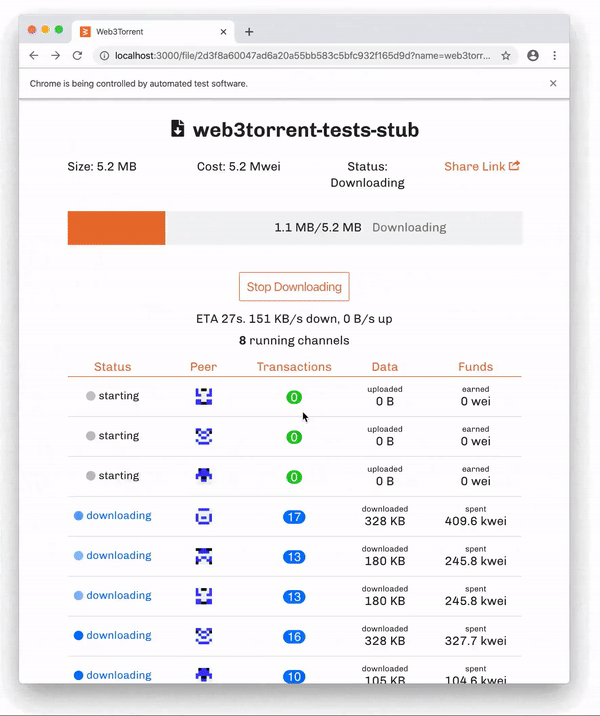 Web3Torrent
localhost:3000/file/2d3f8a60047ad6a20a55bb583c5bfc932f165d9d?name=web3torr...
Chrome is being controlled by automated test software.
web3torrent-tests-stub
Size: 5.2 MB Cost: 5.2 Mwei Status: Downloading Share Link
1.1 MB/5.2 MB Downloading
Stop Downloading
ETA 27s. 151 KB/s down, 0 B/s up
8 running channels
Status Peer Transactions Data Funds
starting 0 uploaded 0 B earned 0 wei
starting 0 uploaded 0 B earned 0 wei
starting 0 uploaded 0 B earned 0 wei
downloading 17 downloaded 328 KB spent 409.6 kwei
downloading 13 downloaded 180 KB spent 245.8 kwei
downloading 13 downloaded 180 KB spent 245.8 kwei
downloading 16 downloaded 328 KB spent 327.7 kwei
downloading 10 downloaded 105 KB spent 104.6 kwei